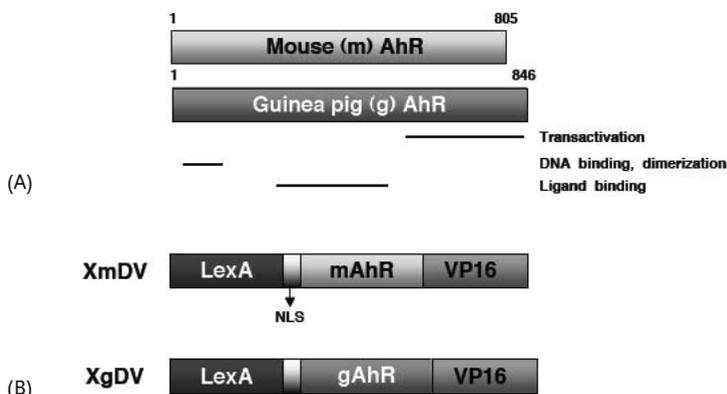 1 805
Mouse (m) AhR
1 846
Guinea pig (g) AhR
Transactivation
DNA binding, dimerization
(A)
Ligand binding
XmDV LexA mAhR VP16
NLS
XgDV LexA gAhR VP16
(B)